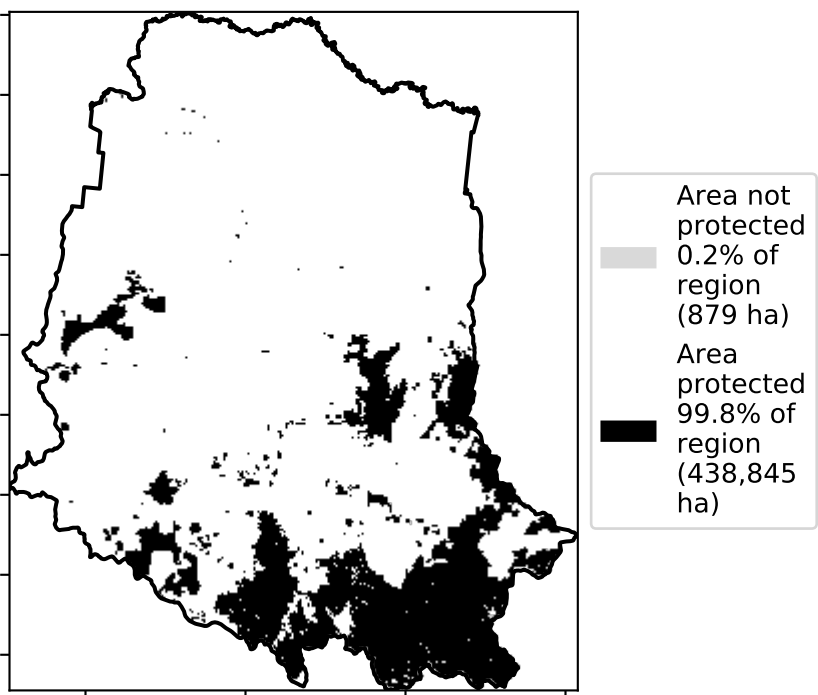 Area not
protected
0.2% of
region
(879 ha)
Area
protected
99.8% of
region
(438,845
ha)